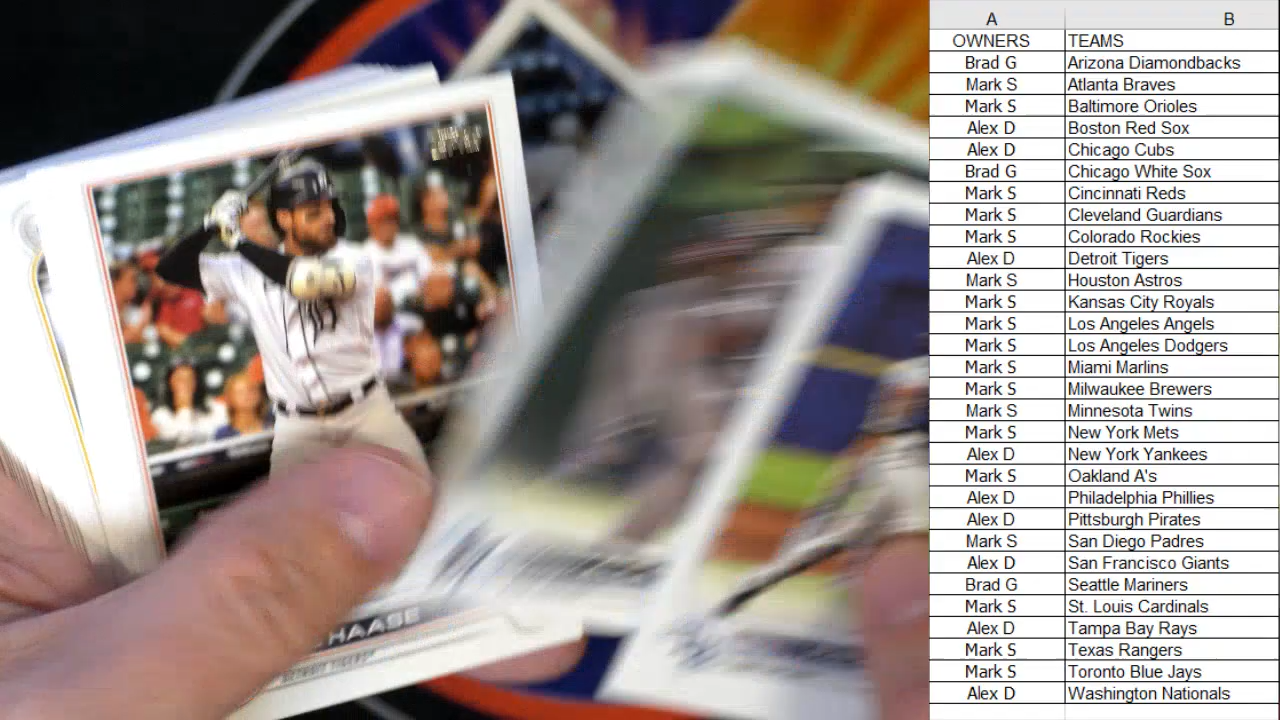 HAASE
DETROIT TIGERS
A B
OWNERS TEAMS
Brad G Arizona Diamondbacks
Mark S Atlanta Braves
Mark S Baltimore Orioles
Alex D Boston Red Sox
Alex D Chicago Cubs
Brad G Chicago White Sox
Mark S Cincinnati Reds
Mark S Cleveland Guardians
Mark S Colorado Rockies
Alex D Detroit Tigers
Mark S Houston Astros
Mark S Kansas City Royals
Mark S Los Angeles Angels
Mark S Los Angeles Dodgers
Mark S Miami Marlins
Mark S Milwaukee Brewers
Mark S Minnesota Twins
Mark S New York Mets
Alex D New York Yankees
Mark S Oakland A's
Alex D Philadelphia Phillies
Alex D Pittsburgh Pirates
Mark S San Diego Padres
Alex D San Francisco Giants
Brad G Seattle Mariners
Mark S St. Louis Cardinals
Alex D Tampa Bay Rays
Mark S Texas Rangers
Mark S Toronto Blue Jays
Alex D Washington Nationals